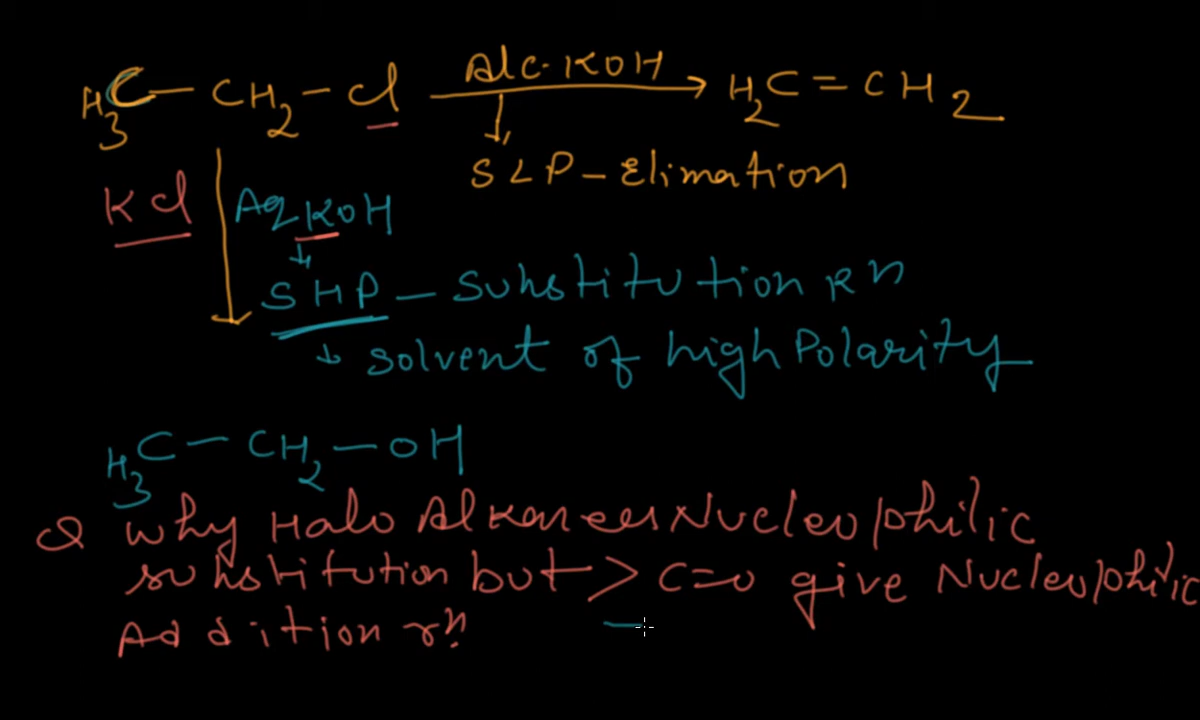 H3C-CH2-Cl Alc.KOH → H2C=CH2
SLP-Elimation
KCl Aq KOH
SHP-Substitution Rn
Solvent of high Polarity
H3C-CH2-OH
Q Why Halo Alkanes Nucleophilic
substitution but >C=O give Nucleophilic
Addition rn?